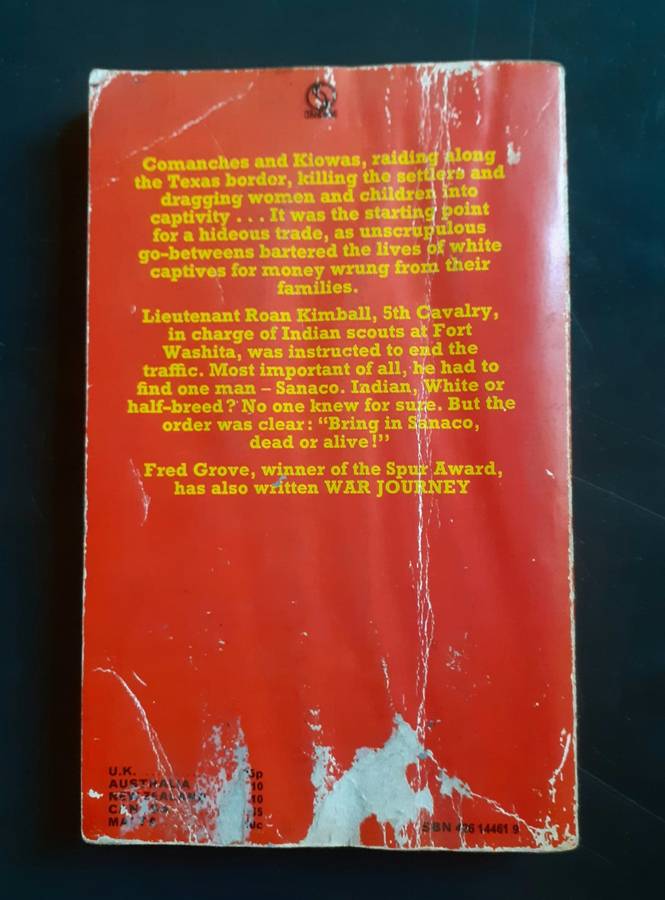 Comanches and Kiowas, raiding along
the Texas border, killing the settlers and
dragging women and children into
captivity . . . It was the starting point
for a hideous trade, as unscrupulous
go-betweens bartered the lives of white
captives for money wrung from their
families.
Lieutenant Roan Kimball, 5th Cavalry,
in charge of Indian scouts at Fort
Washita, was instructed to end the
traffic. Most important of all, he had to
find one man – Sanaco. Indian, White or
half-breed? No one knew for sure. But the
order was clear: “Bring in Sanaco,
dead or alive!”
Fred Grove, winner of the Spur Award,
has also written WAR JOURNEY
U.K.
AUSTRALIA
NEW ZEALAND
SBN 426 14461 9